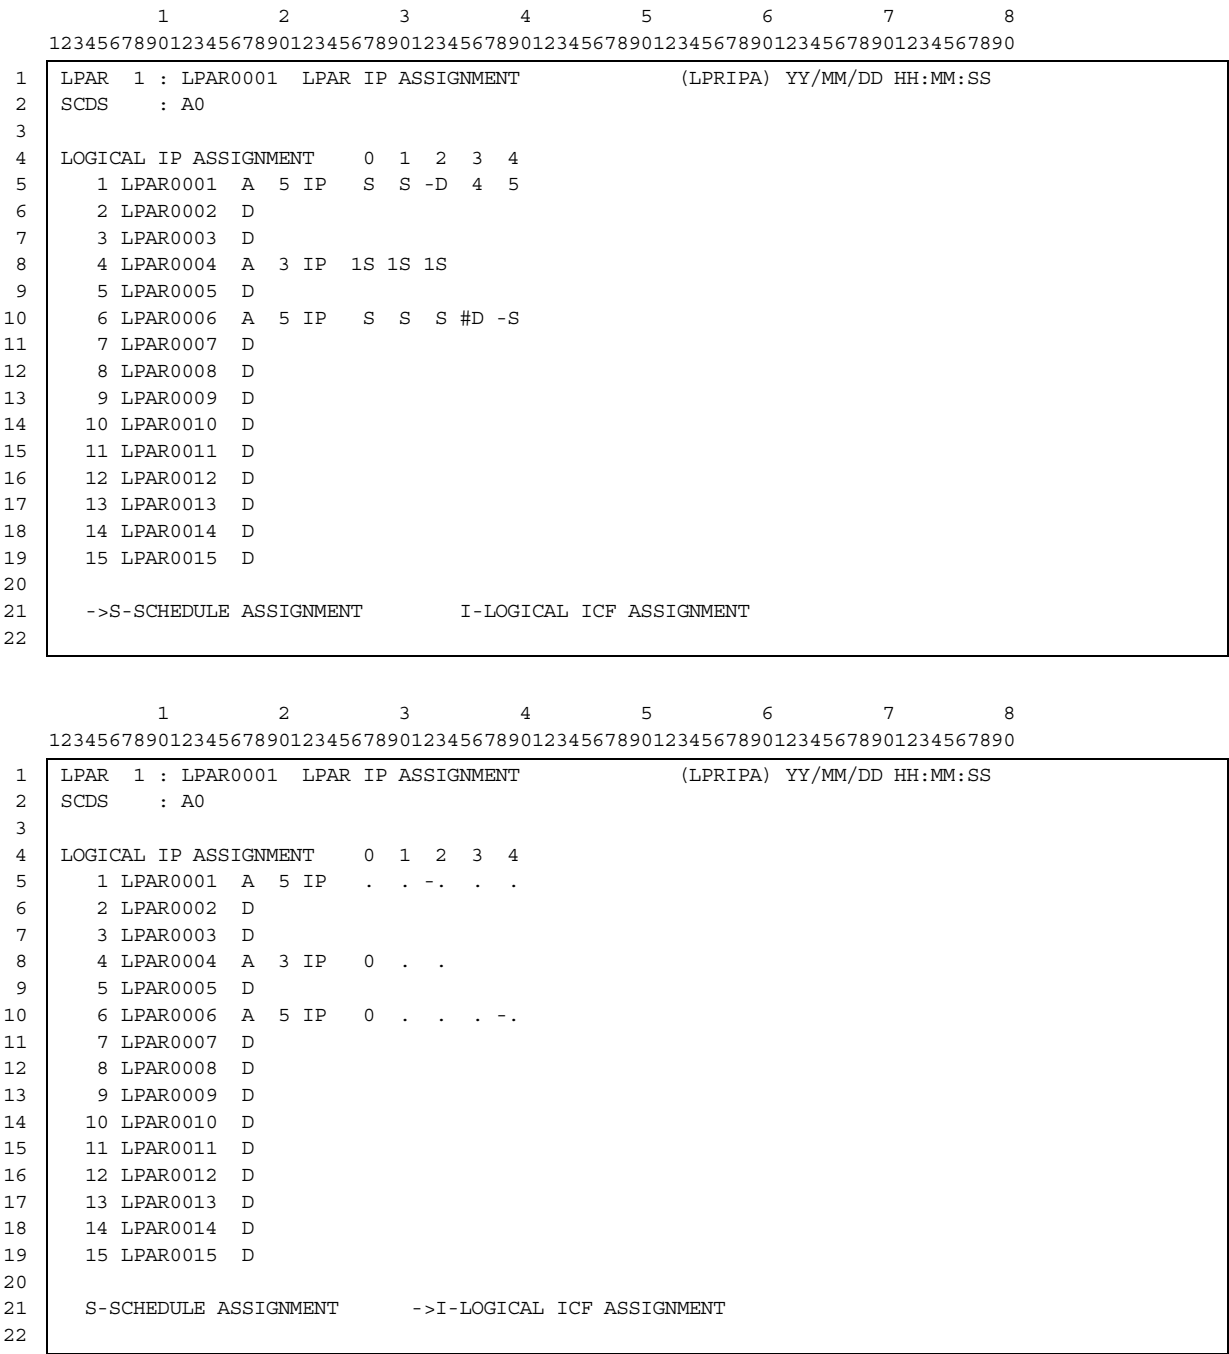 1         2         3         4         5         6         7         8
12345678901234567890123456789012345678901234567890123456789012345678901234567890
1 LPAR  1 : LPAR0001  LPAR IP ASSIGNMENT             (LPRIPA) YY/MM/DD HH:MM:SS
2 SCDS    : A0
3
4 LOGICAL IP ASSIGNMENT    0  1  2  3  4
5    1 LPAR0001  A  5 IP   S  S -D  4  5
6    2 LPAR0002  D
7    3 LPAR0003  D
8    4 LPAR0004  A  3 IP  1S 1S 1S
9    5 LPAR0005  D
10    6 LPAR0006  A  5 IP   S  S  S #D -S
11    7 LPAR0007  D
12    8 LPAR0008  D
13    9 LPAR0009  D
14   10 LPAR0010  D
15   11 LPAR0011  D
16   12 LPAR0012  D
17   13 LPAR0013  D
18   14 LPAR0014  D
19   15 LPAR0015  D
20
21   ->S-SCHEDULE ASSIGNMENT        I-LOGICAL ICF ASSIGNMENT
22
         1         2         3         4         5         6         7         8
12345678901234567890123456789012345678901234567890123456789012345678901234567890
1 LPAR  1 : LPAR0001  LPAR IP ASSIGNMENT             (LPRIPA) YY/MM/DD HH:MM:SS
2 SCDS    : A0
3
4 LOGICAL IP ASSIGNMENT    0  1  2  3  4
5    1 LPAR0001  A  5 IP   .  . -.  .  .
6    2 LPAR0002  D
7    3 LPAR0003  D
8    4 LPAR0004  A  3 IP   0  .  .
9    5 LPAR0005  D
10    6 LPAR0006  A  5 IP   0  .  .  . -.
11    7 LPAR0007  D
12    8 LPAR0008  D
13    9 LPAR0009  D
14   10 LPAR0010  D
15   11 LPAR0011  D
16   12 LPAR0012  D
17   13 LPAR0013  D
18   14 LPAR0014  D
19   15 LPAR0015  D
20
21   S-SCHEDULE ASSIGNMENT      ->I-LOGICAL ICF ASSIGNMENT
22